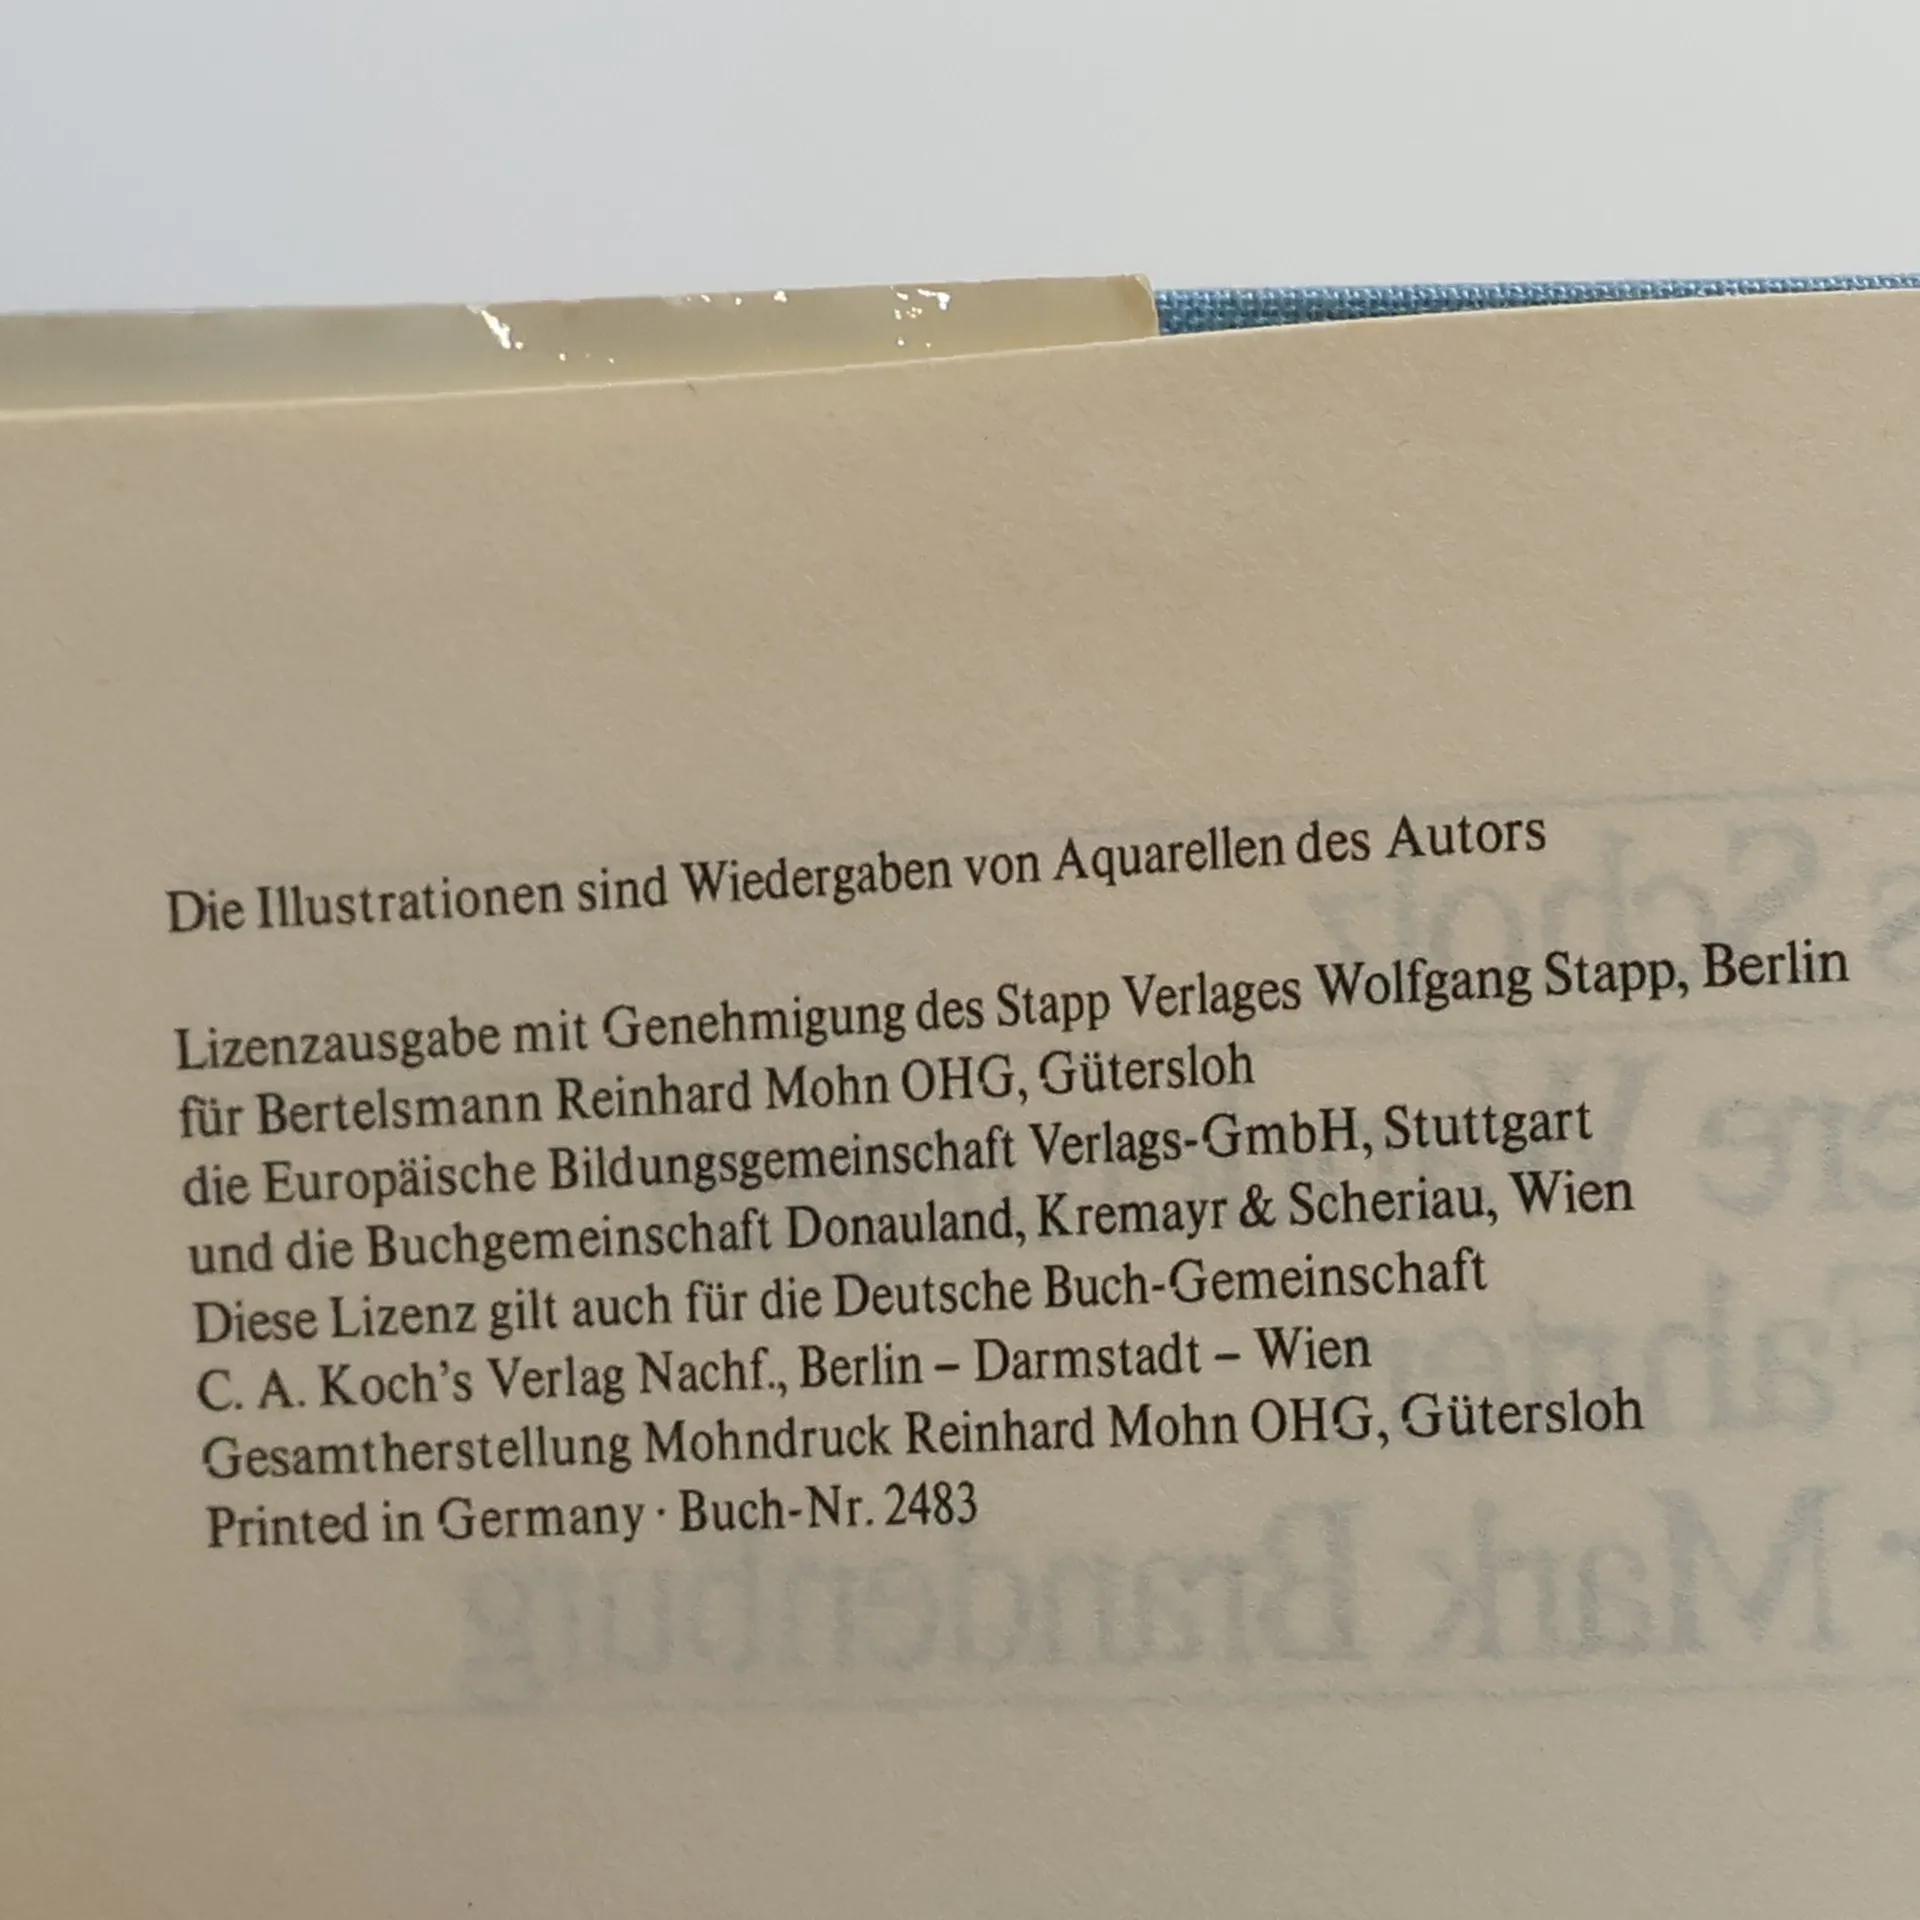 Die Illustrationen sind Wiedergaben von Aquarellen des Autors
Lizenzausgabe mit Genehmigung des Stapp Verlages Wolfgang Stapp, Berlin
für Bertelsmann Reinhard Mohn OHG, Gütersloh
die Europäische Bildungsgemeinschaft Verlags-GmbH, Stuttgart
und die Buchgemeinschaft Donauland, Kremayr & Scheriau, Wien
Diese Lizenz gilt auch für die Deutsche Buch-Gemeinschaft
C. A. Koch's Verlag Nachf., Berlin – Darmstadt – Wien
Gesamtherstellung Mohndruck Reinhard Mohn OHG, Gütersloh
Printed in Germany · Buch-Nr. 2483
Scholz
Mark Brandenburg